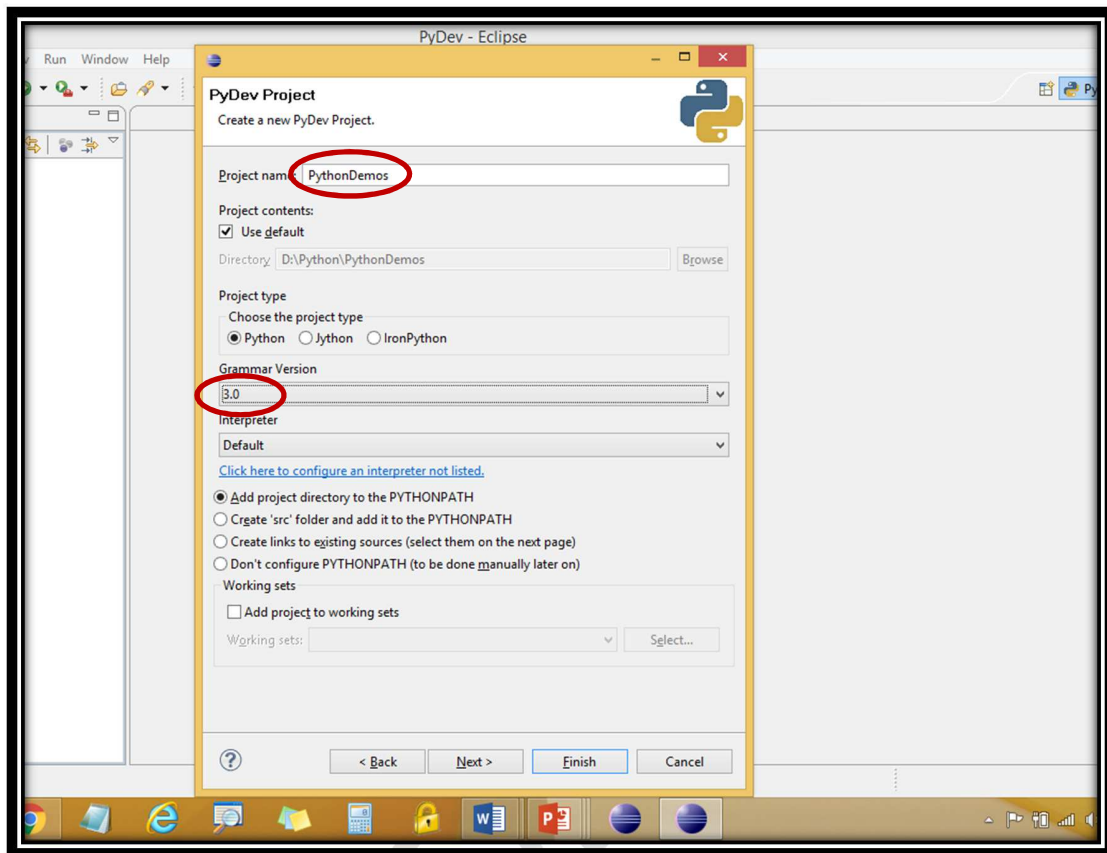 PyDev - Eclipse
Run Window Help
Py
PyDev Project
Create a new PyDev Project.
Project name: PythonDemos
Project contents:
Use default
Directory D:\Python\PythonDemos Browse
Project type
Choose the project type
Python Jython IronPython
Grammar Version
3.0
Interpreter
Default
Click here to configure an interpreter not listed.
Add project directory to the PYTHONPATH
Create 'src' folder and add it to the PYTHONPATH
Create links to existing sources (select them on the next page)
Don't configure PYTHONPATH (to be done manually later on)
Working sets
Add project to working sets
Working sets: Select...
< Back Next > Finish Cancel